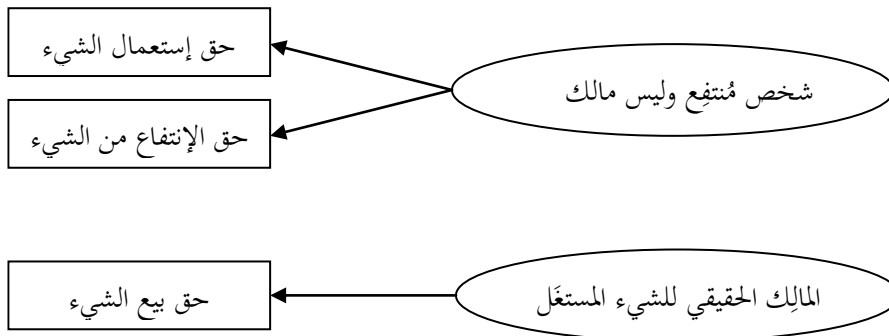 شخص مُنتفِع وليس مالك
حق إستعمال الشيء
حق الإنتفاع من الشيء
المالِك الحقيقي للشيء المستغَل
حق بيع الشيء